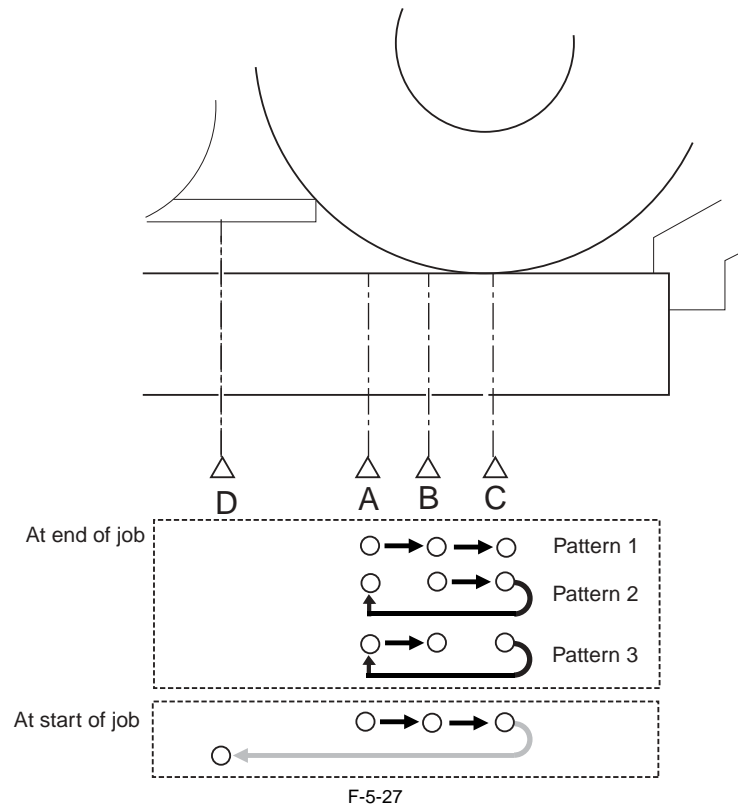 D A B C
At end of job
Pattern 1
Pattern 2
Pattern 3
At start of job
F-5-27